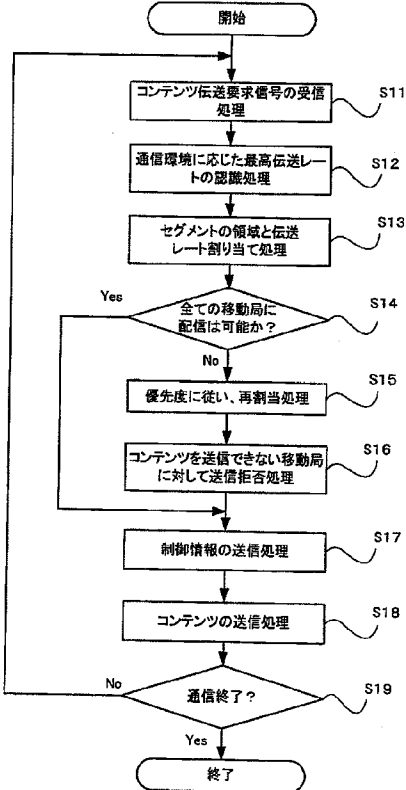 開始
コンテンツ伝送要求信号の受信
処理
S11
通信環境に応じた最高伝送レー
トの認識処理
S12
セグメントの領域と伝送
レート割り当て処理
S13
全ての移動局に
配信は可能か?
S14
Yes
No
優先度に従い、再割当処理
S15
コンテンツを送信できない移動局
に対して送信拒否処理
S16
制御情報の送信処理
S17
コンテンツの送信処理
S18
通信終了?
S19
No
Yes
終了